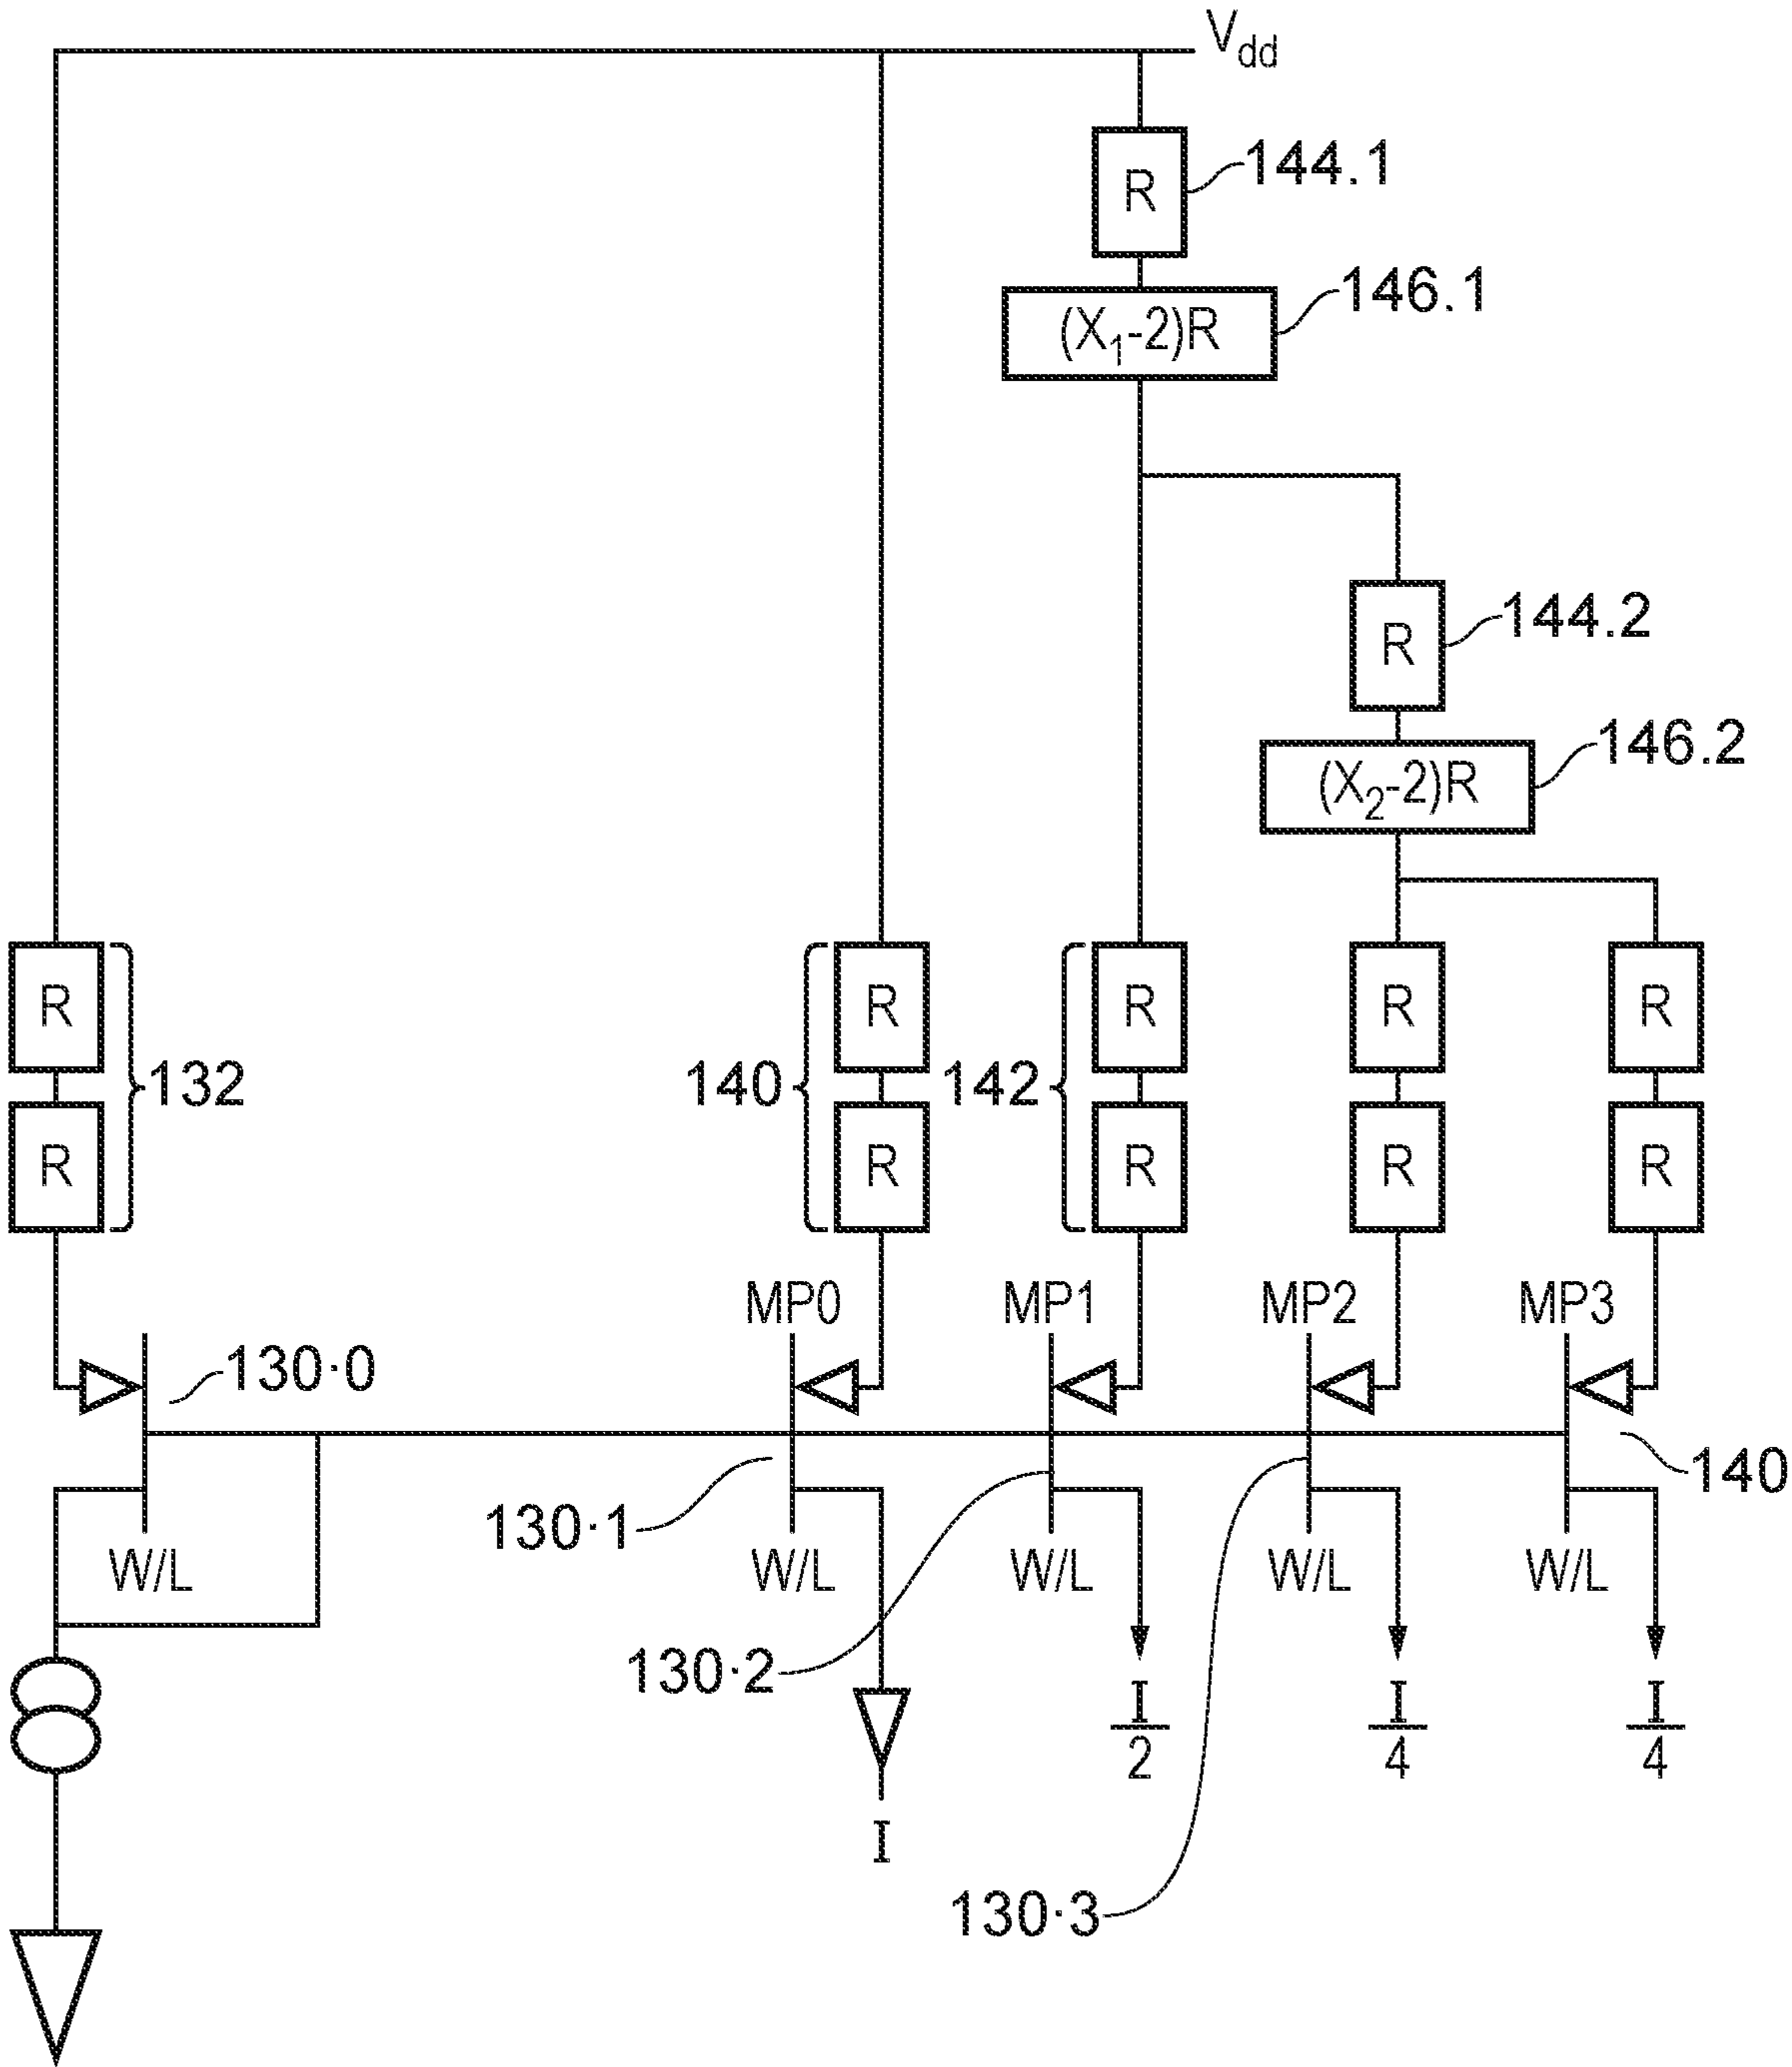 Vdd
R
144.1
(X1-2)R
146.1
R
144.2
(X2-2)R
146.2
R
R
R
R
R
132
140
142
R
R
R
R
R
MP0
MP1
MP2
MP3
130·0
140
130·1
W/L
W/L
W/L
W/L
W/L
130·2
I/2
I/4
I/4
I
130·3